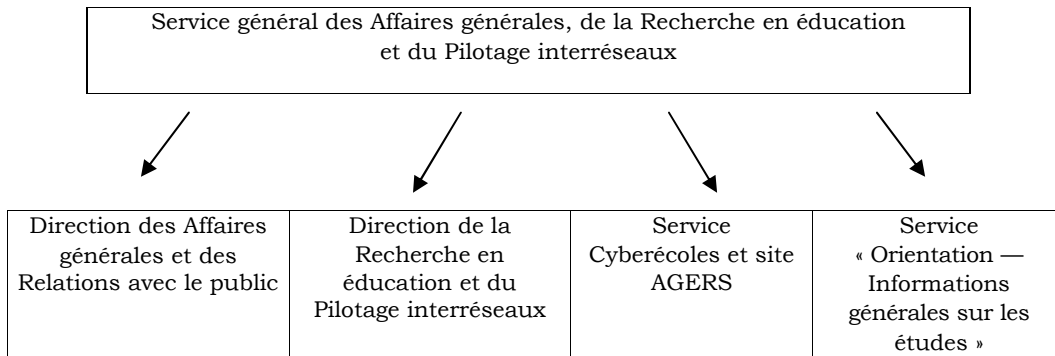 Service général des Affaires générales, de la Recherche en éducation
et du Pilotage interréseaux
Direction des Affaires
générales et des
Relations avec le public
Direction de la
Recherche en
éducation et du
Pilotage interréseaux
Service
Cyberécoles et site
AGERS
Service
« Orientation —
Informations
générales sur les
études »